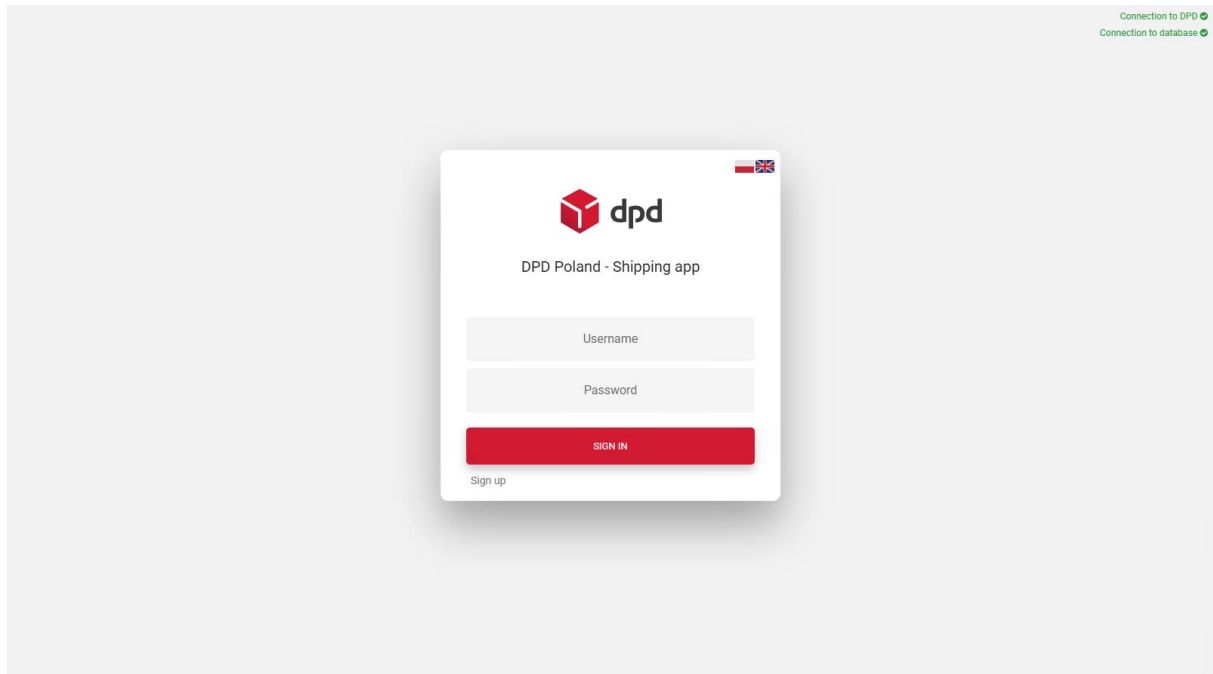 Connection to DPD
Connection to database
dpd
DPD Poland - Shipping app
Username
Password
SIGN IN
Sign up